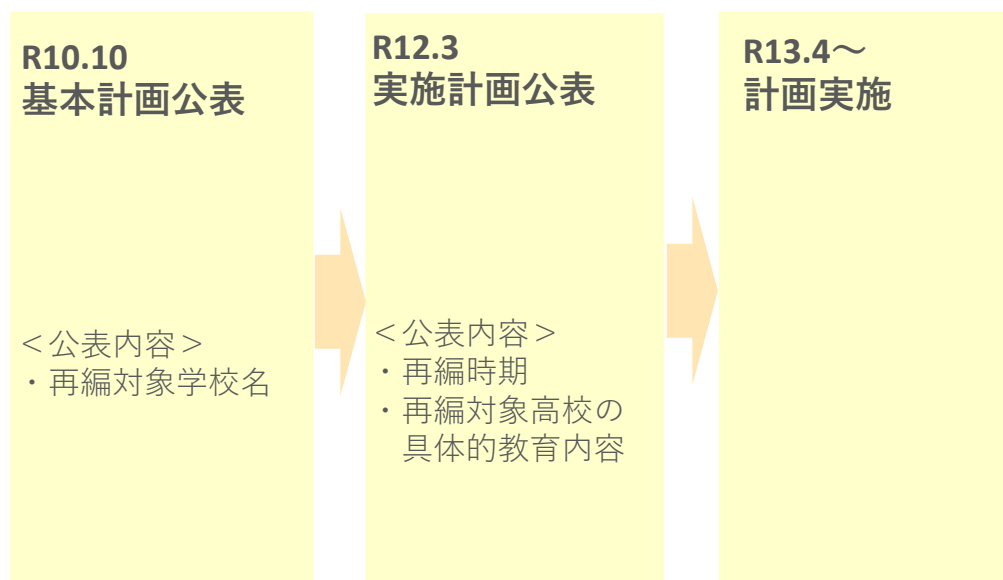 R10.10
基本計画公表
＜公表内容＞
・再編対象学校名
R12.3
実施計画公表
＜公表内容＞
・再編時期
・再編対象高校の
具体的教育内容
R13.4～
計画実施